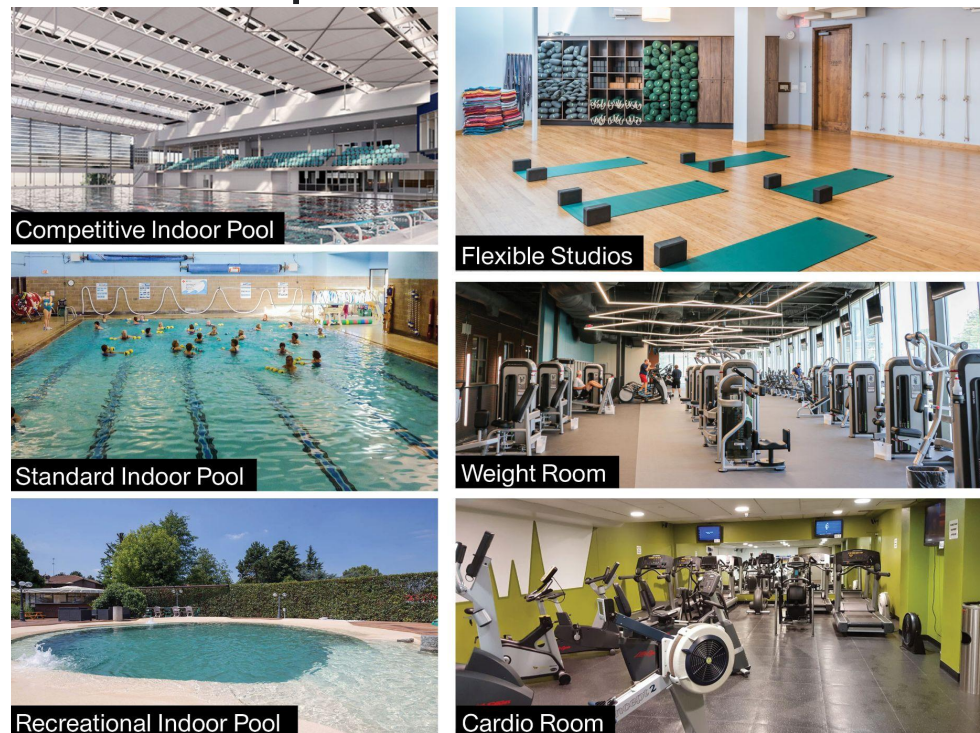 Competitive Indoor Pool
Flexible Studios
Standard Indoor Pool
Weight Room
Recreational Indoor Pool
Cardio Room